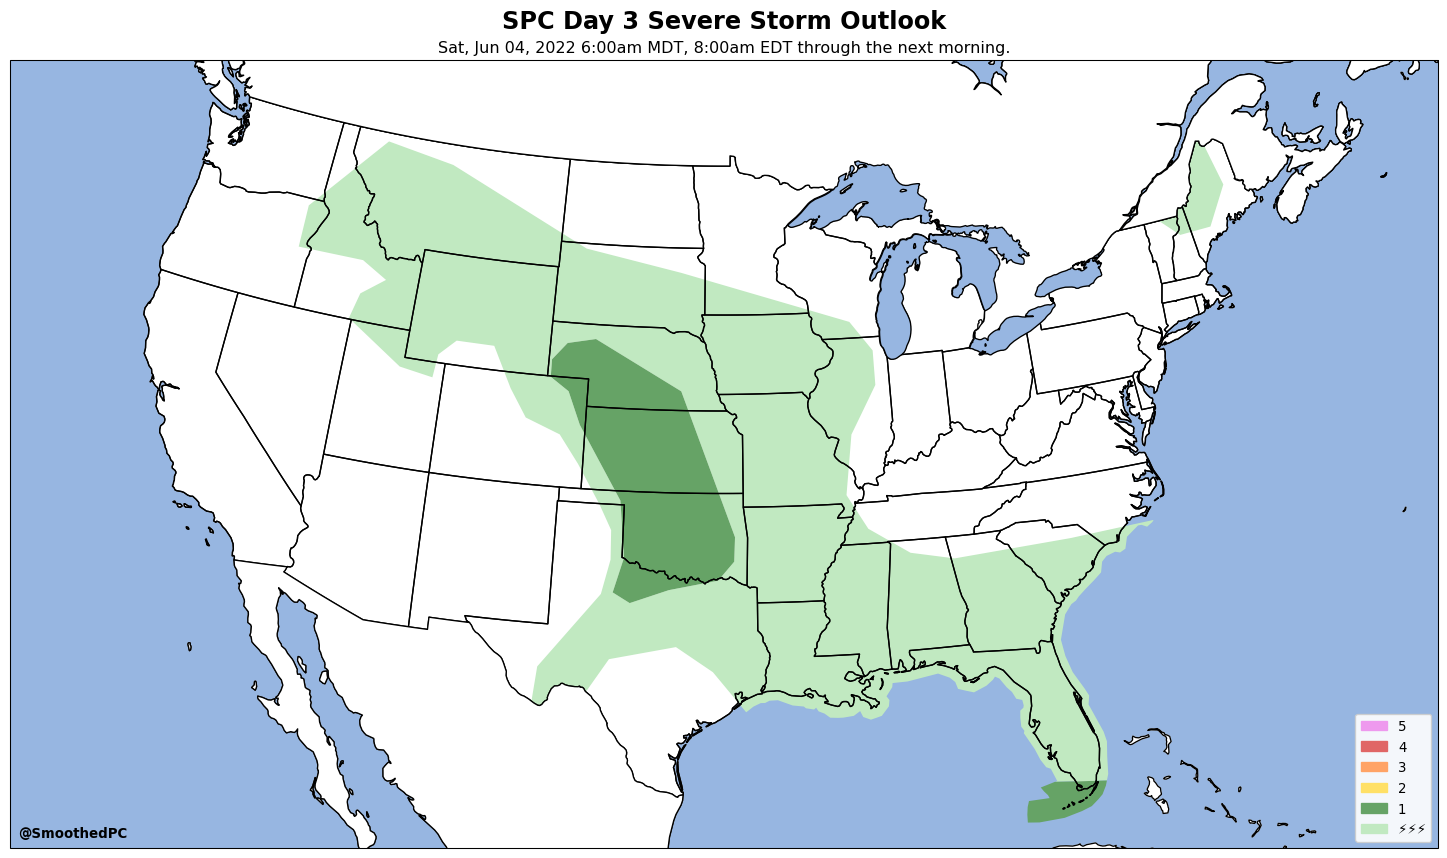 SPC Day 3 Severe Storm Outlook
Sat, Jun 04, 2022 6:00am MDT, 8:00am EDT through the next morning.
5
4
3
2
1
⚡⚡⚡
@SmoothedPC